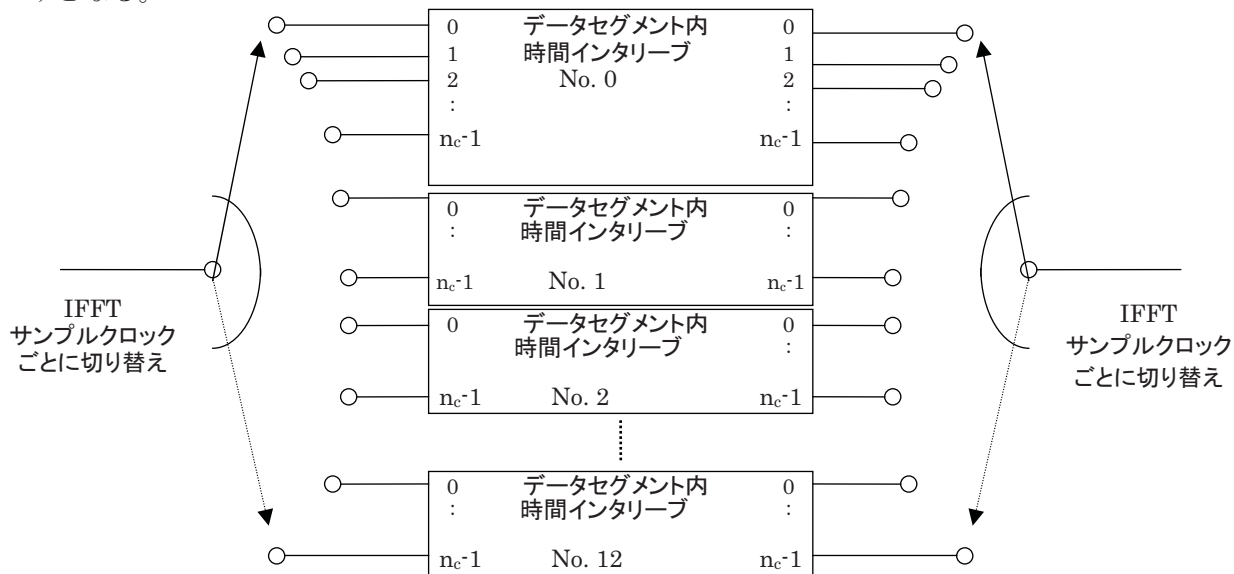 0 データセグメント内 0
1 時間インタリーブ 1
2 No. 0 2
: :
nc-1 nc-1
0 データセグメント内 0
: 時間インタリーブ :
nc-1 No. 1 nc-1
0 データセグメント内 0
時間インタリーブ :
nc-1 No. 2 nc-1
0 データセグメント内 0
: 時間インタリーブ :
nc-1 No. 12 nc-1
IFFT
サンプルクロック
ごとに切り替え
IFFT
サンプルクロック
ごとに切り替え